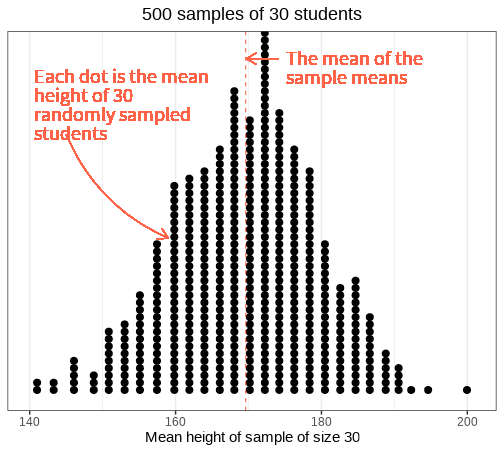 500 samples of 30 students
The mean of the
sample means
Each dot is the mean
height of 30
randomly sampled
students
140
160
180
200
Mean height of sample of size 30